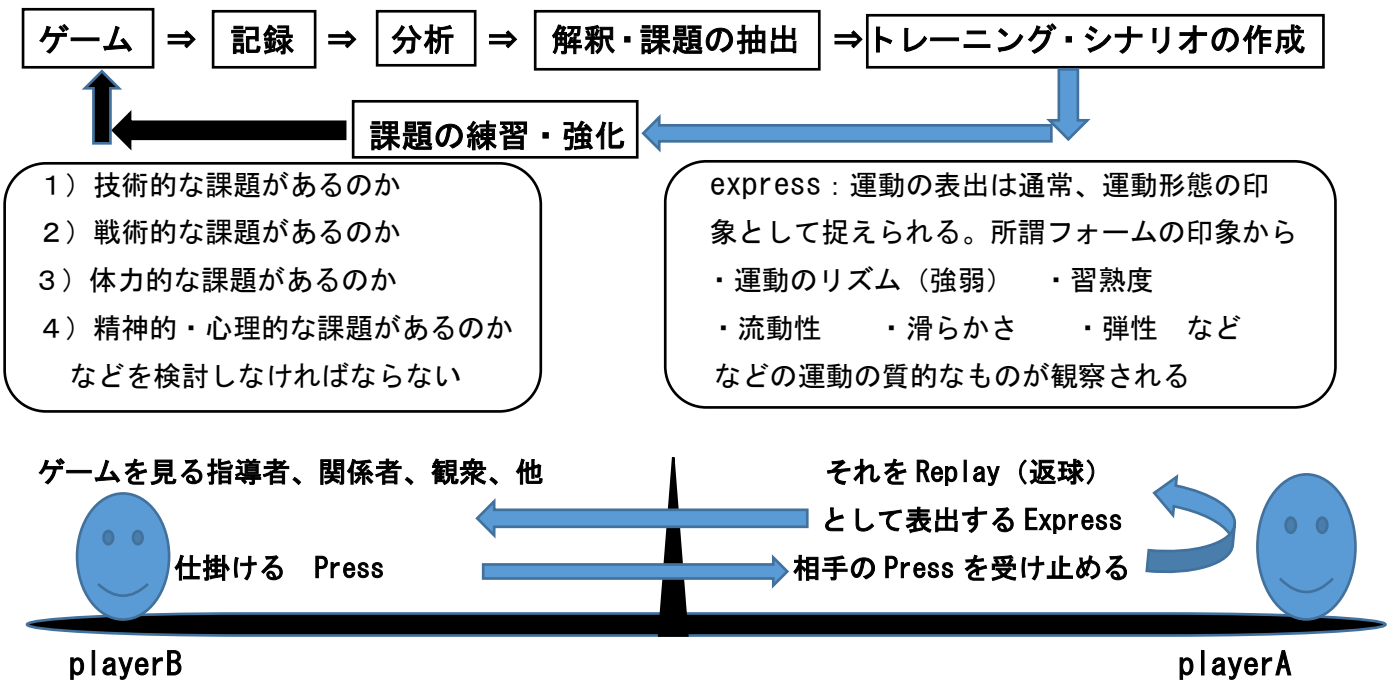 ゲーム ⇒ 記録 ⇒ 分析 ⇒ 解釈・課題の抽出 ⇒トレーニング・シナリオの作成
課題の練習・強化
1）技術的な課題があるのか
2）戦術的な課題があるのか
3）体力的な課題があるのか
4）精神的・心理的な課題があるのか
などを検討しなければならない
express：運動の表出は通常、運動形態の印
象として捉えられる。所謂フォームの印象から
・運動のリズム（強弱）　・習熟度
・流動性　　・滑らかさ　　・弾性　など
などの運動の質的なものが観察される
ゲームを見る指導者、関係者、観衆、他
それを Replay（返球）
として表出する Express
仕掛ける　Press
相手の Press を受け止める
playerB
playerA